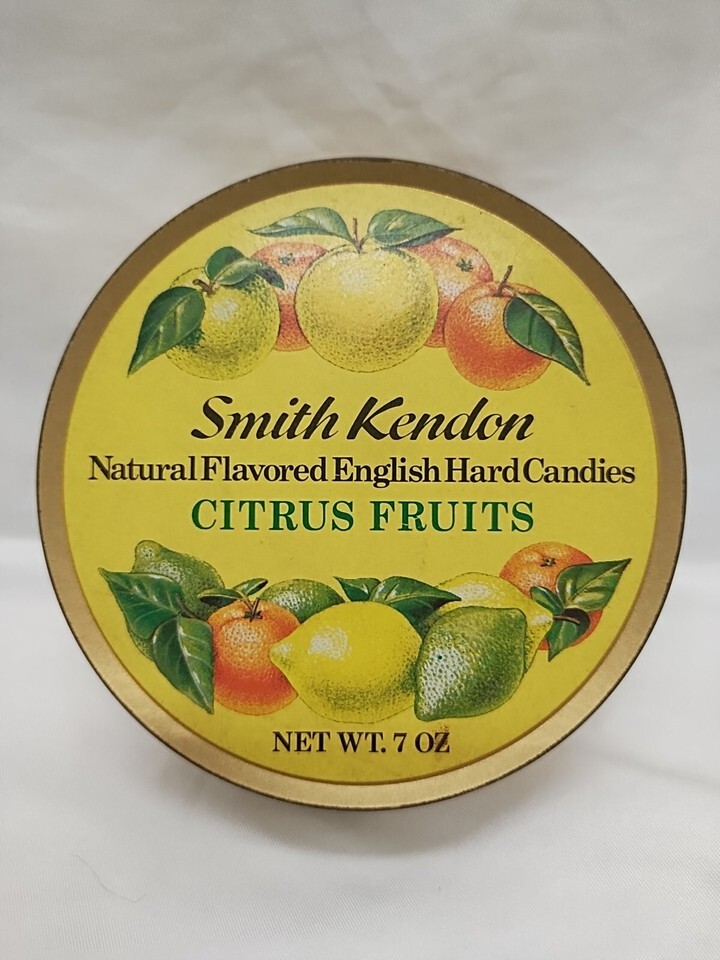 Smith Kendon
Natural Flavored English Hard Candies
CITRUS FRUITS
NET WT. 7 OZ